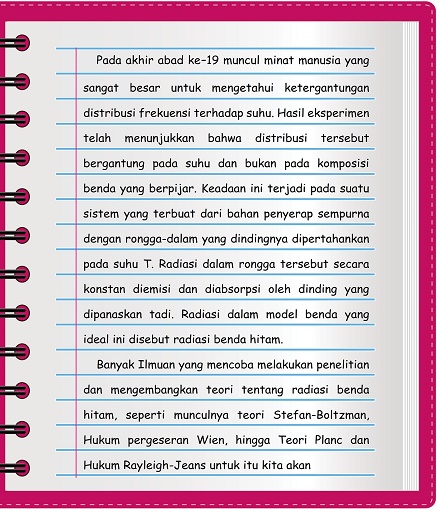 Pada akhir abad ke-19 muncul minat manusia yang
sangat besar untuk mengetahui ketergantungan
distribusi frekuensi terhadap suhu. Hasil eksperimen
telah menunjukkan bahwa distribusi tersebut
bergantung pada suhu dan bukan pada komposisi
benda yang berpijar. Keadaan ini terjadi pada suatu
sistem yang terbuat dari bahan penyerap sempurna
dengan rongga-dalam yang dindingnya dipertahankan
pada suhu T. Radiasi dalam rongga tersebut secara
konstan diemisi dan diabsorpsi oleh dinding yang
dipanaskan tadi. Radiasi dalam model benda yang
ideal ini disebut radiasi benda hitam.
Banyak Ilmuan yang mencoba melakukan penelitian
dan mengembangkan teori tentang radiasi benda
hitam, seperti munculnya teori Stefan-Boltzman,
Hukum pergeseran Wien, hingga Teori Planc dan
Hukum Rayleigh-Jeans untuk itu kita akan